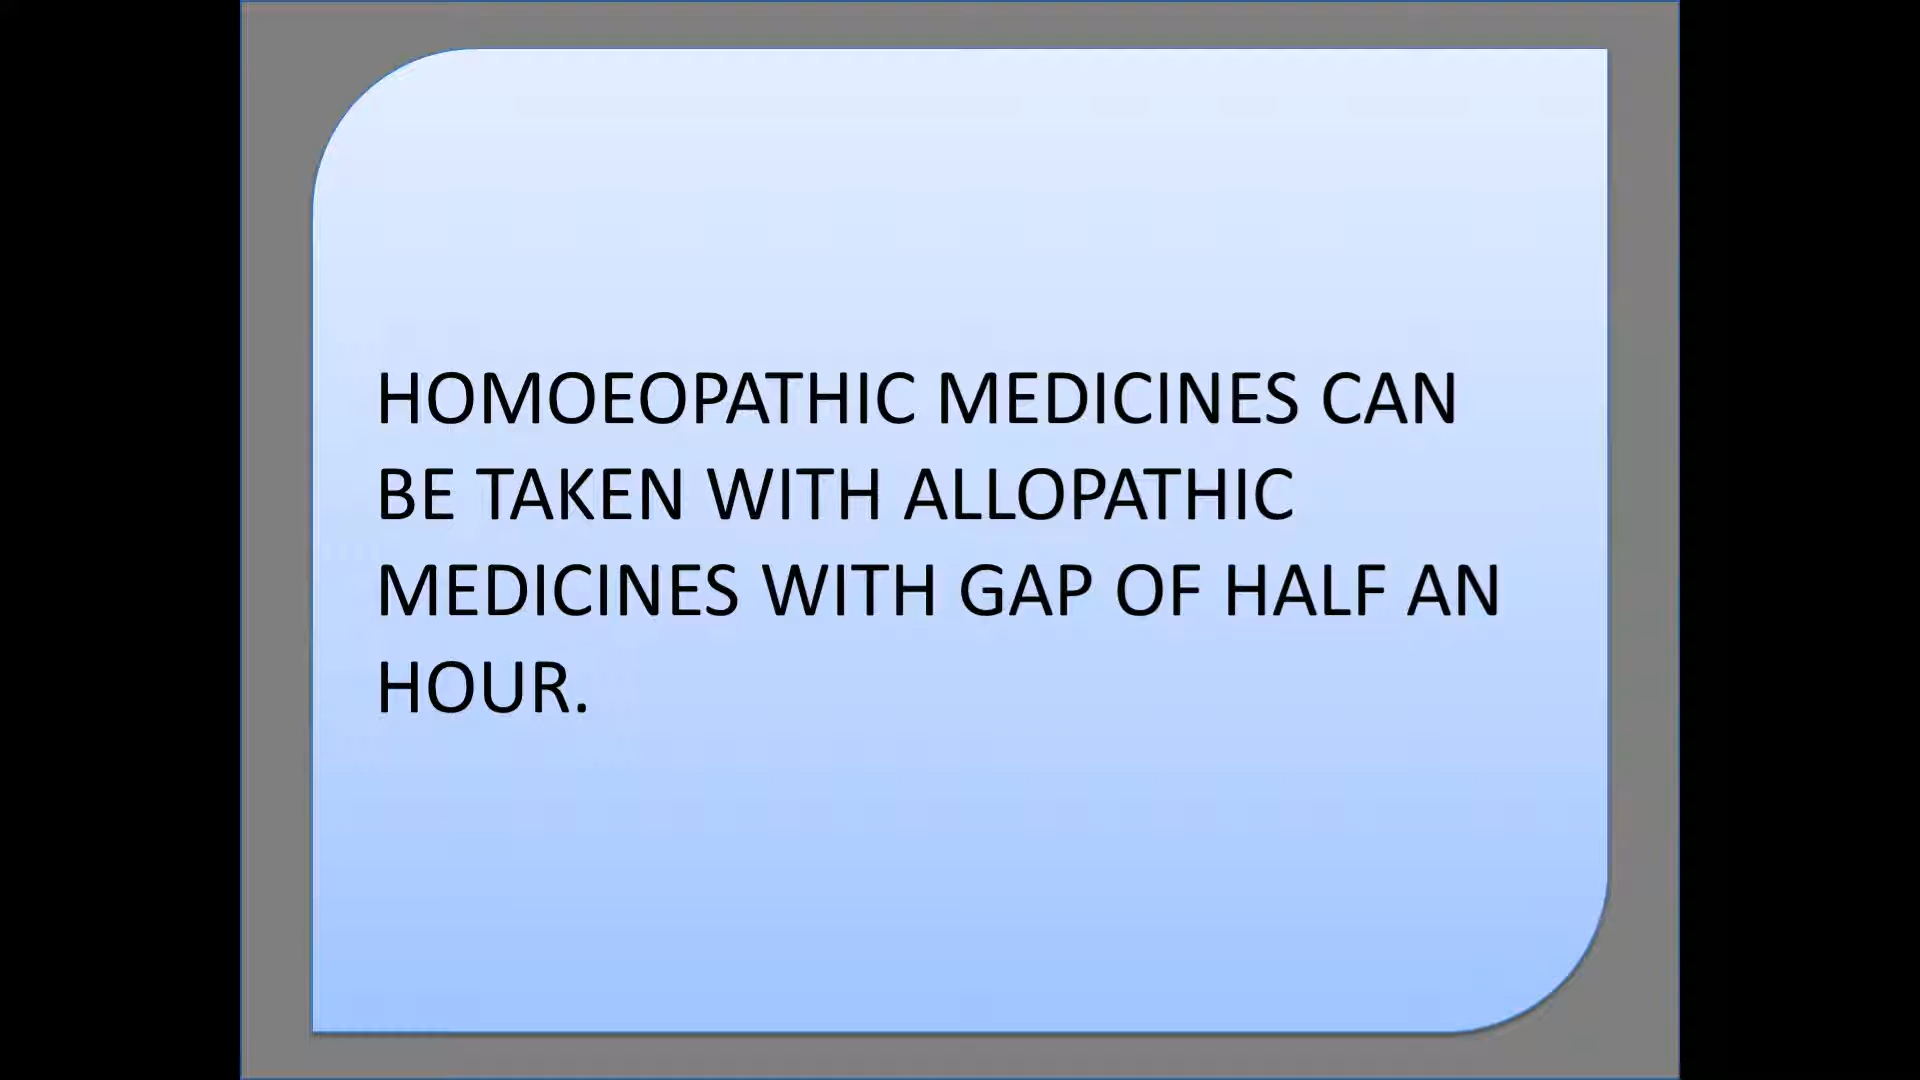 HOMOEOPATHIC MEDICINES CAN
BE TAKEN WITH ALLOPATHIC
MEDICINES WITH GAP OF HALF AN
HOUR.